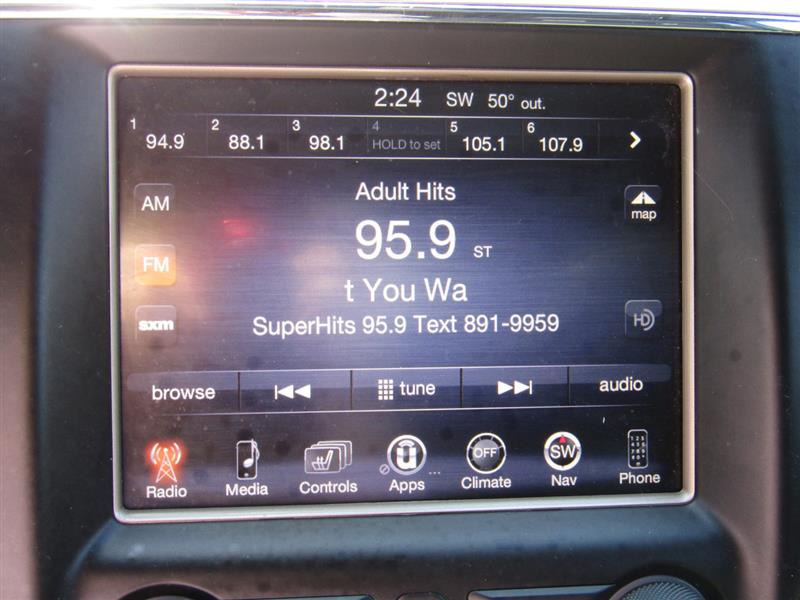 2:24 SW 50° out.
1 94.9 2 88.1 3 98.1 4 HOLD to set 5 105.1 6 107.9
Adult Hits
AM
map
95.9 ST
FM
t You Wa
sxm
SuperHits 95.9 Text 891-9959
HD
browse tune audio
OFF SW
Radio Media Controls Apps Climate Nav Phone